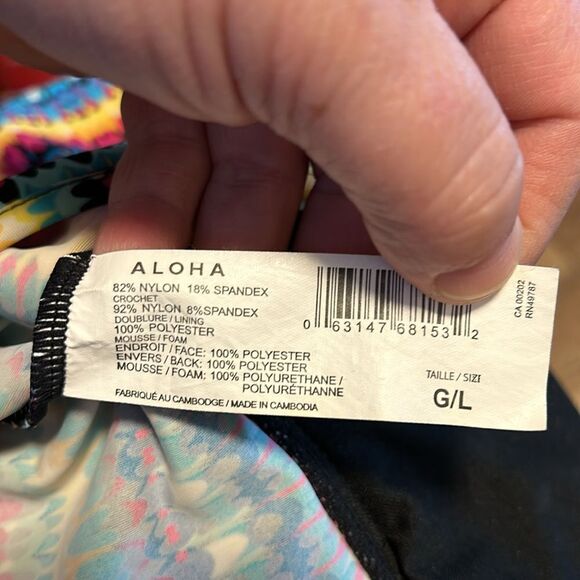 ALOHA
82% NYLON 18% SPANDEX
CROCHET
92% NYLON 8%SPANDEX
DOUBLURE / LINING
100% POLYESTER
MOUSSE / FOAM
ENDROIT / FACE: 100% POLYESTER
ENVERS / BACK: 100% POLYESTER
MOUSSE / FOAM: 100% POLYURETHANE /
POLYURÉTHANNE
FABRIQUÉ AU CAMBODGE / MADE IN CAMBODIA
0 63147 68153 2
TAILLE / SIZE
G/L
CA 00202
RN49787